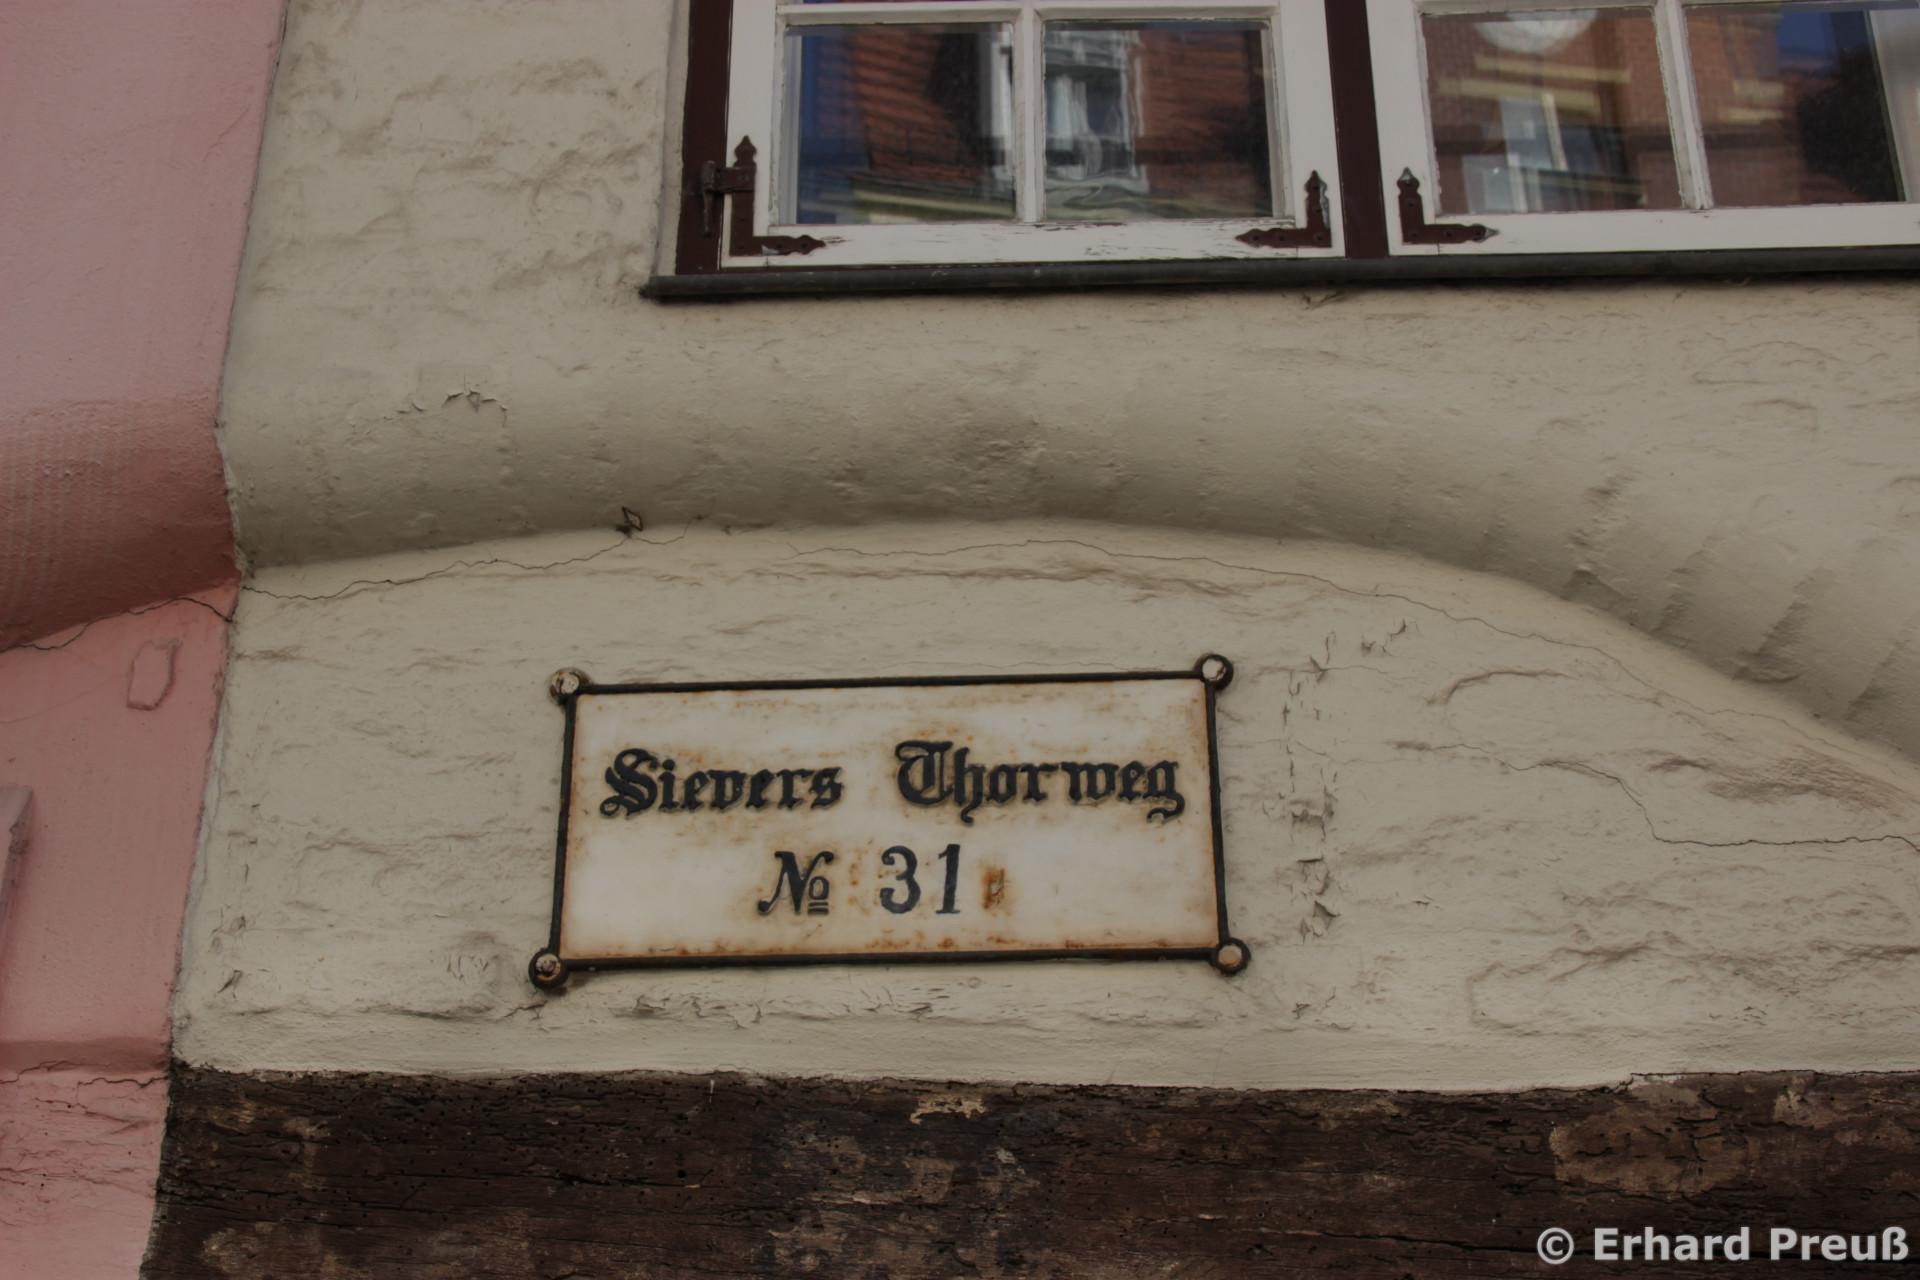 Sievers Thorweg
№ 31
© Erhard Preuß